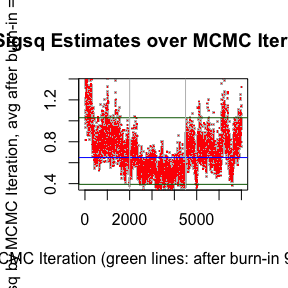 Sigsq Estimates over MCMC Iter
sq by MCMC Iteration, avg after burn-in =
1.2
0.8
0.4
0 2000 5000
CMC Iteration (green lines: after burn-in 9